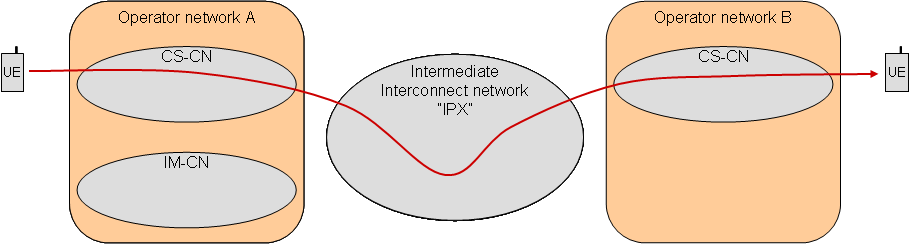 Operator network A
Operator network B
CS-CN
CS-CN
UE
Intermediate
Interconnect network
"IPX"
UE
IM-CN